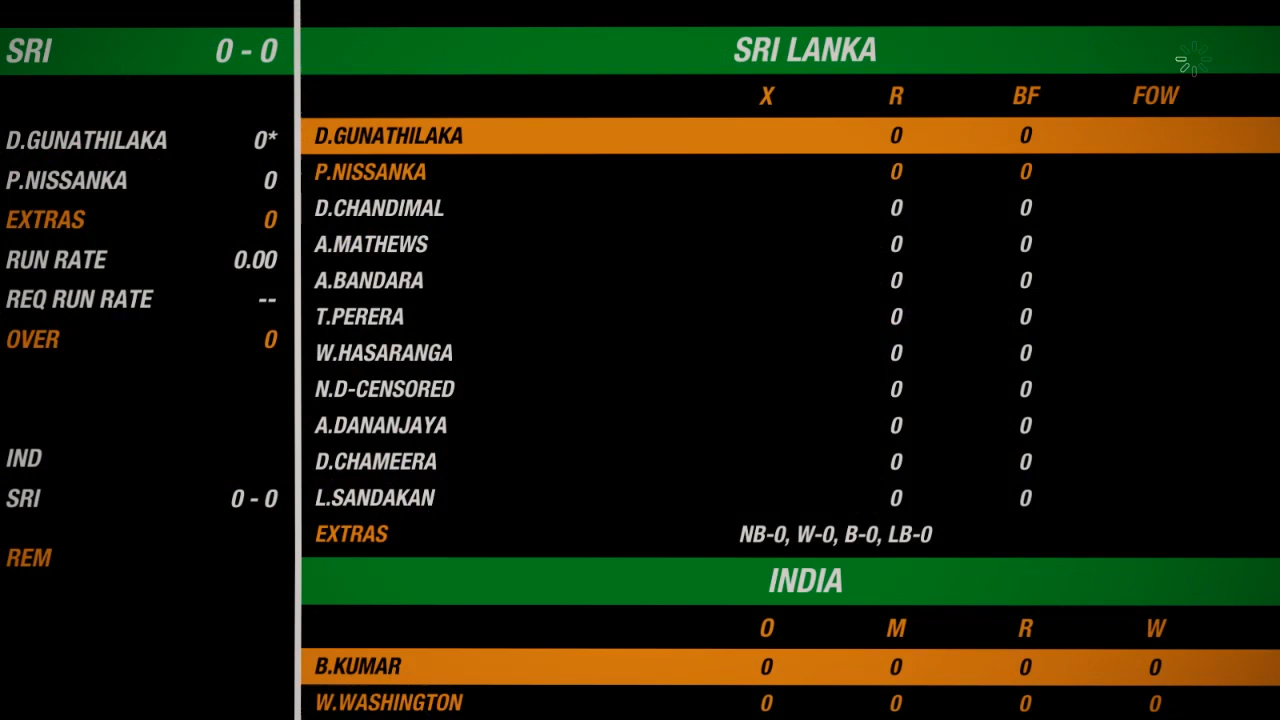 SRI 0 - 0
D.GUNATHILAKA 0*
P.NISSANKA 0
EXTRAS 0
RUN RATE 0.00
REQ RUN RATE --
OVER 0
IND
SRI 0 - 0
REM
SRI LANKA
X R BF FOW
D.GUNATHILAKA 0 0
P.NISSANKA 0 0
D.CHANDIMAL 0 0
A.MATHEWS 0 0
A.BANDARA 0 0
T.PERERA 0 0
W.HASARANGA 0 0
N.D-CENSORED 0 0
A.DANANJAYA 0 0
D.CHAMEERA 0 0
L.SANDAKAN 0 0
EXTRAS NB-0, W-0, B-0, LB-0
INDIA
O M R W
B.KUMAR 0 0 0 0
W.WASHINGTON 0 0 0 0